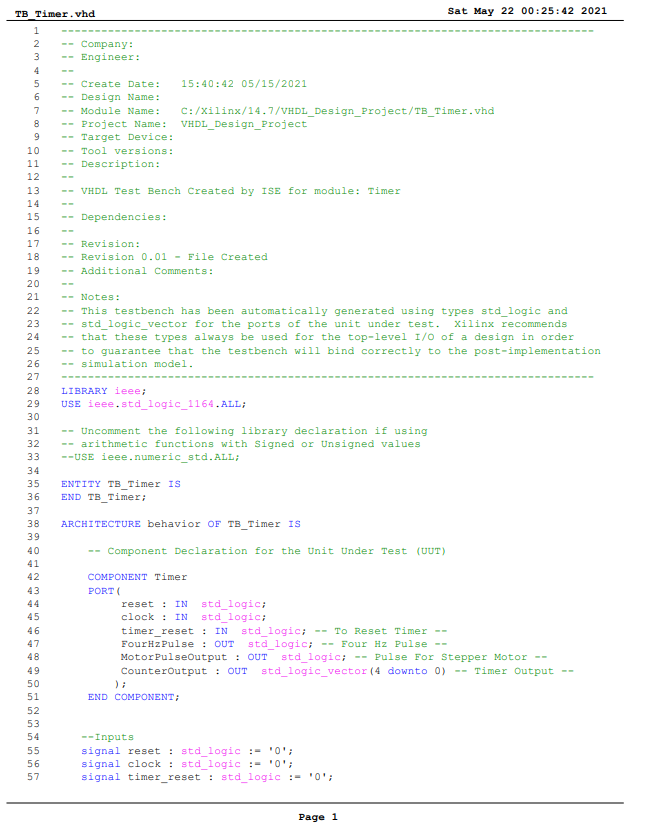 TB_Timer.vhd Sat May 22 00:25:42 2021
1 --------------------------------------------------------------------------------
2 -- Company:
3 -- Engineer:
4 --
5 -- Create Date:   15:40:42 05/15/2021
6 -- Design Name:
7 -- Module Name:   C:/Xilinx/14.7/VHDL_Design_Project/TB_Timer.vhd
8 -- Project Name:  VHDL_Design_Project
9 -- Target Device:
10 -- Tool versions:
11 -- Description:
12 --
13 -- VHDL Test Bench Created by ISE for module: Timer
14 --
15 -- Dependencies:
16 --
17 -- Revision:
18 -- Revision 0.01 - File Created
19 -- Additional Comments:
20 --
21 -- Notes:
22 -- This testbench has been automatically generated using types std_logic and
23 -- std_logic_vector for the ports of the unit under test.  Xilinx recommends
24 -- that these types always be used for the top-level I/O of a design in order
25 -- to guarantee that the testbench will bind correctly to the post-implementation
26 -- simulation model.
27 --------------------------------------------------------------------------------
28 LIBRARY ieee;
29 USE ieee.std_logic_1164.ALL;
30
31 -- Uncomment the following library declaration if using
32 -- arithmetic functions with Signed or Unsigned values
33 --USE ieee.numeric_std.ALL;
34
35 ENTITY TB_Timer IS
36 END TB_Timer;
37
38 ARCHITECTURE behavior OF TB_Timer IS
39
40     -- Component Declaration for the Unit Under Test (UUT)
41
42     COMPONENT Timer
43     PORT(
44          reset : IN  std_logic;
45          clock : IN  std_logic;
46          timer_reset : IN  std_logic; -- To Reset Timer --
47          FourHzPulse : OUT  std_logic; -- Four Hz Pulse --
48          MotorPulseOutput : OUT  std_logic; -- Pulse For Stepper Motor --
49          CounterOutput : OUT  std_logic_vector(4 downto 0) -- Timer Output --
50         );
51     END COMPONENT;
52
53
54    --Inputs
55    signal reset : std_logic := '0';
56    signal clock : std_logic := '0';
57    signal timer_reset : std_logic := '0';
Page 1